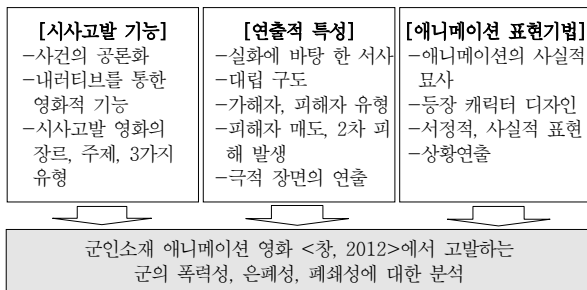 [시사고발 기능]
-사건의 공론화
-내러티브를 통한
영화적 기능
-시사고발 영화의
장르, 주제, 3가지
유형
[연출적 특성]
-실화에 바탕 한 서사
-대립 구도
-가해자, 피해자 유형
-피해자 매도, 2차 피
해 발생
-극적 장면의 연출
[애니메이션 표현기법]
-애니메이션의 사실적
묘사
-등장 캐릭터 디자인
-서정적, 사실적 표현
-상황연출
군인소재 애니메이션 영화 <창, 2012>에서 고발하는
군의 폭력성, 은폐성, 폐쇄성에 대한 분석